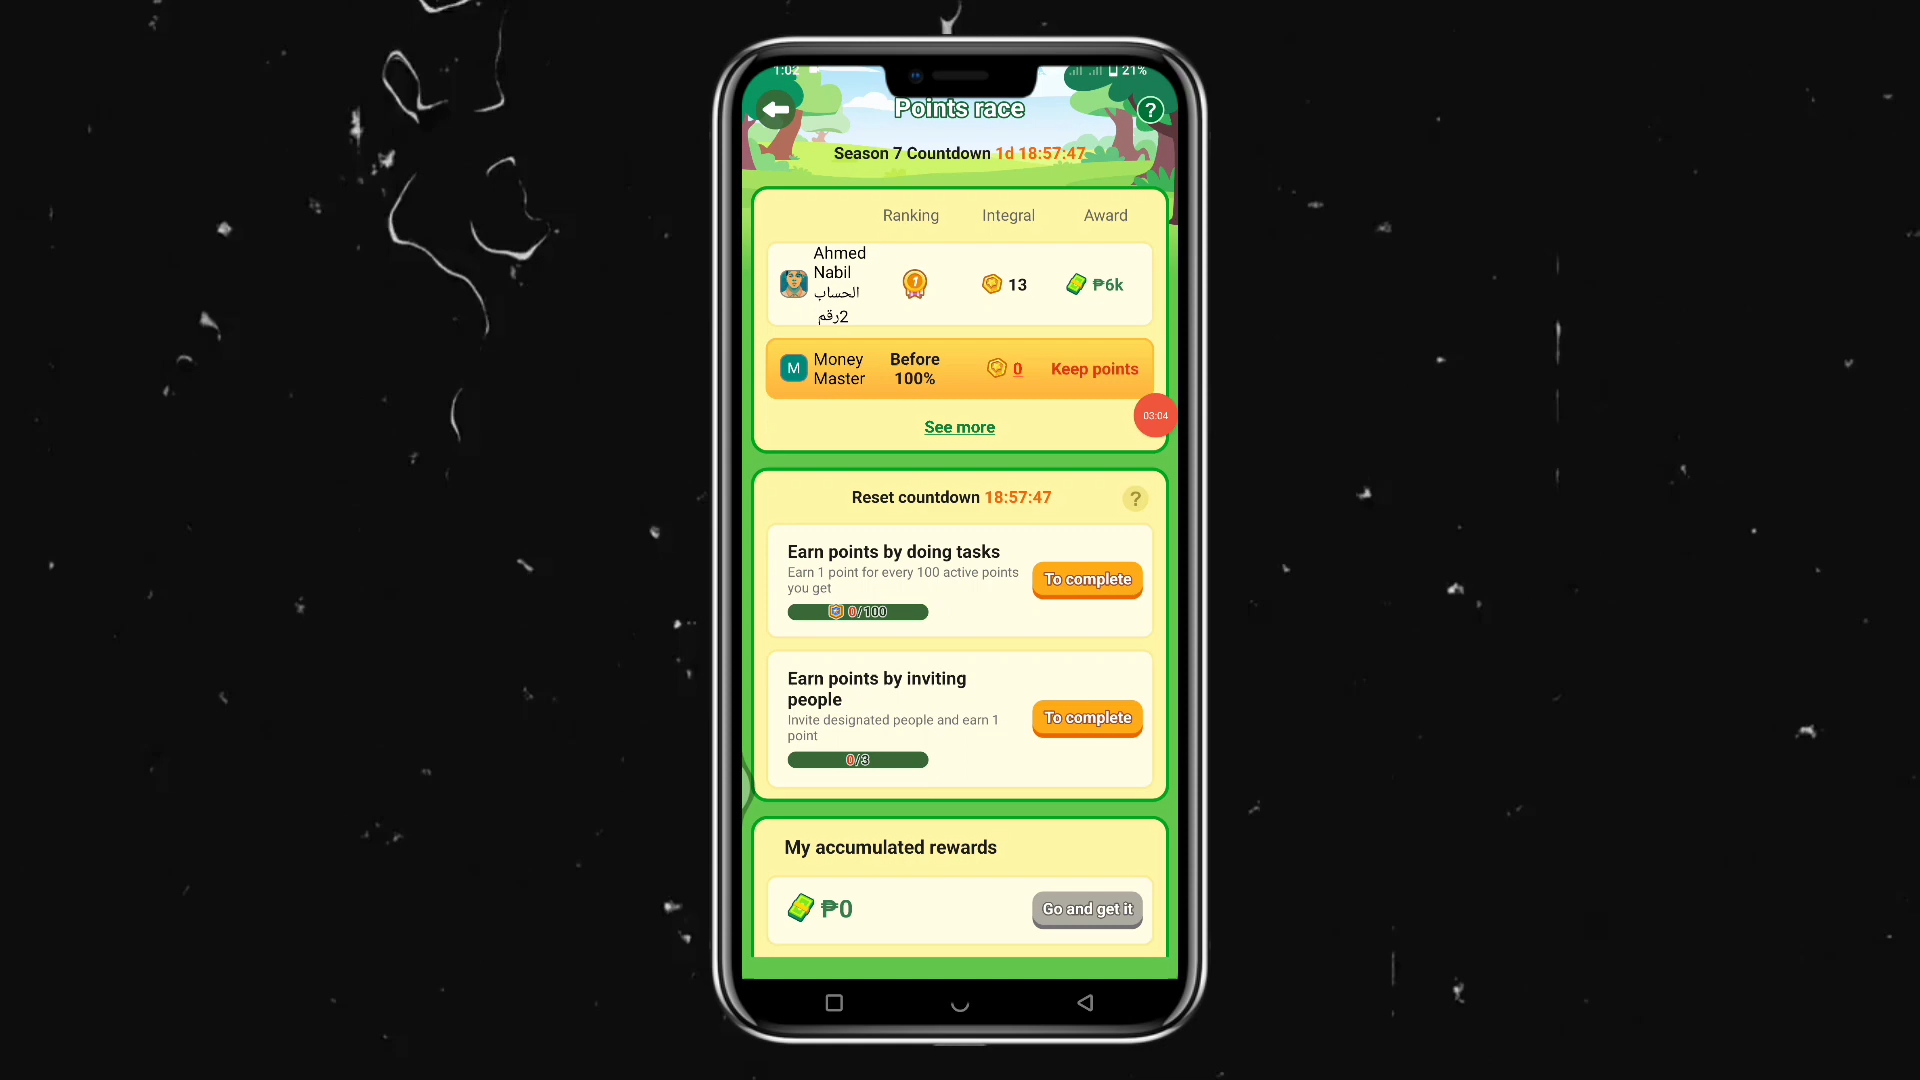 1:02
21%
Points race
?
Season 7 Countdown 1d 18:57:47
Ranking Integral Award
Ahmed
Nabil
الحساب
رقم2
1
13
₱6k
M
Money
Master
Before
100%
0
Keep points
03:04
See more
Reset countdown 18:57:47
?
Earn points by doing tasks
Earn 1 point for every 100 active points
you get
0/100
To complete
Earn points by inviting
people
Invite designated people and earn 1
point
0/3
To complete
My accumulated rewards
₱0
Go and get it